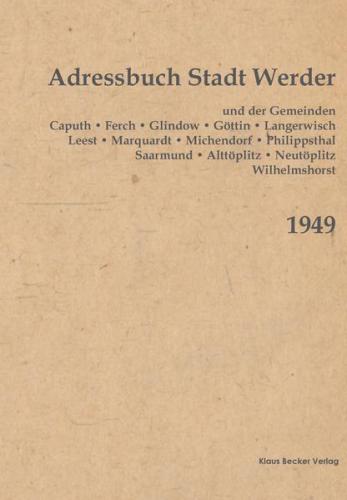 Adressbuch Stadt Werder
und der Gemeinden
Caputh • Ferch • Glindow • Göttin • Langerwisch
Leest • Marquardt • Michendorf • Philippsthal
Saarmund • Alttöplitz • Neutöplitz
Wilhelmshorst
1949
Klaus Becker Verlag